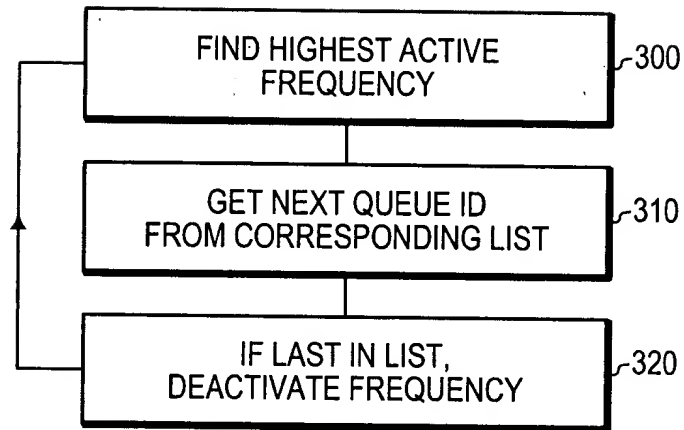 FIND HIGHEST ACTIVE
FREQUENCY
300
GET NEXT QUEUE ID
FROM CORRESPONDING LIST
310
IF LAST IN LIST,
DEACTIVATE FREQUENCY
320